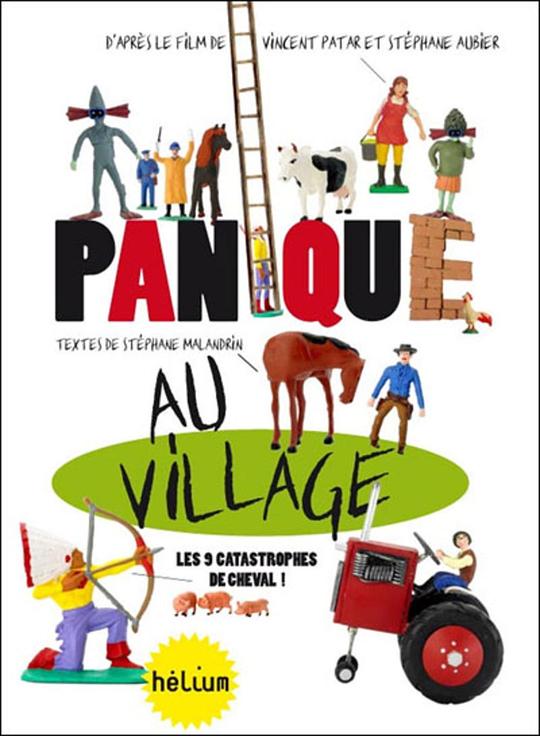 D'APRÈS LE FILM DE VINCENT PATAR ET STÉPHANE AUBIER
PANIQUE
TEXTES DE STÉPHANE MALANDRIN
AU
VILLAGE
LES 9 CATASTROPHES
DE CHEVAL !
hélium